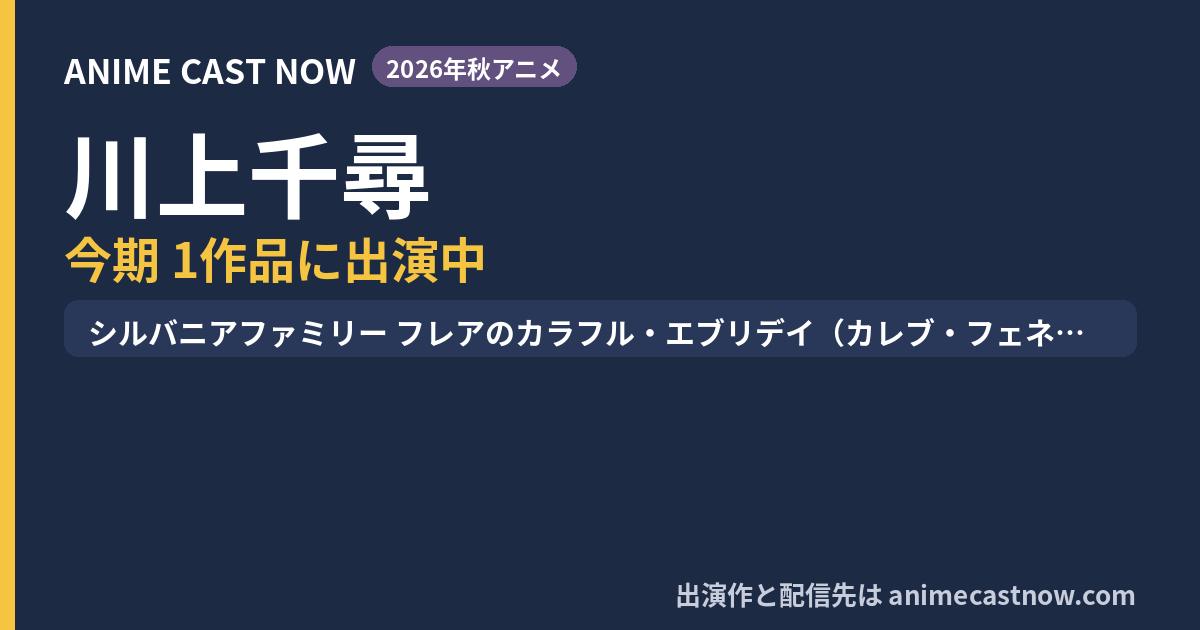 ANIME CAST NOW 2026年秋アニメ
川上千尋
今期 1作品に出演中
シルバニアファミリー フレアのカラフル・エブリデイ（カレブ・フェネ…
出演作と配信先は animecastnow.com